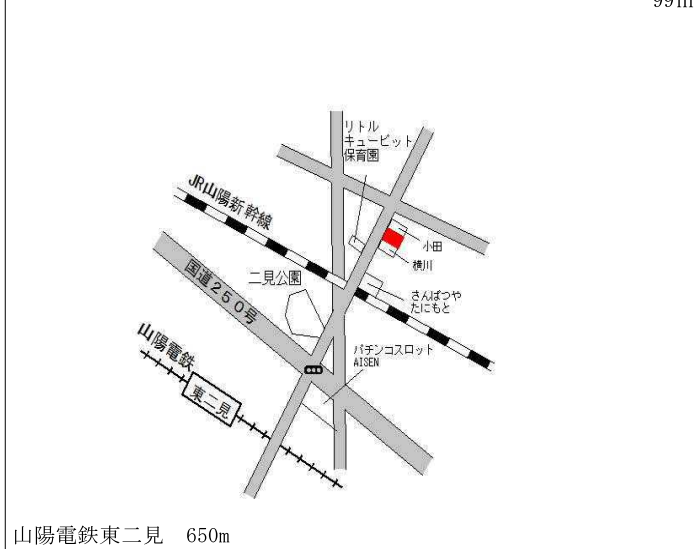 99m
リトル
キューピット
保育園
JR山陽新幹線
小田
横川
国道250号
二見公園
さんぱつや
たにもと
山陽電鉄
パチンコスロット
AISEN
東二見
山陽電鉄東二見 650m